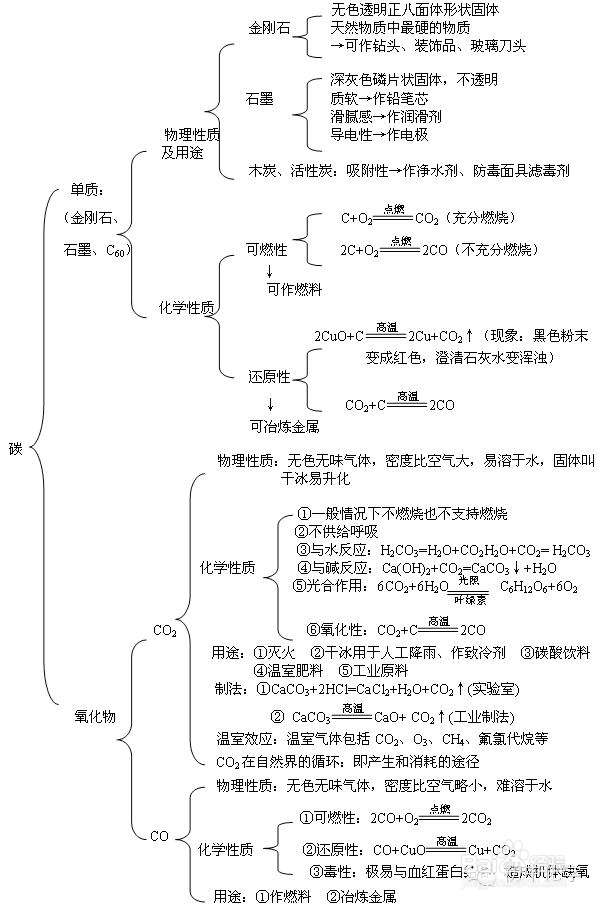 无色透明正八面体形状固体
金刚石
天然物质中最硬的物质
→可作钻头、装饰品、玻璃刀头
深灰色磷片状固体，不透明
石墨
质软→作铅笔芯
滑腻感→作润滑剂
导电性→作电极
物理性质
及用途
木炭、活性炭：吸附性→作净水剂、防毒面具滤毒剂
单质：
（金刚石、
石墨、C60）
C+O2 点燃 CO2（充分燃烧）
可燃性
2C+O2 点燃 2CO（不充分燃烧）
↓
可作燃料
化学性质
2CuO+C 高温 2Cu+CO2↑（现象：黑色粉末
变成红色，澄清石灰水变浑浊）
还原性
↓
CO2+C 高温 2CO
可冶炼金属
碳
物理性质：无色无味气体，密度比空气大，易溶于水，固体叫
干冰易升化
①一般情况下不燃烧也不支持燃烧
②不供给呼吸
③与水反应：H2CO3=H2O+CO2H2O+CO2= H2CO3
化学性质
④与碱反应：Ca(OH)2+CO2=CaCO3↓+H2O
⑤光合作用：6CO2+6H2O 光照 叶绿素 C6H12O6+6O2
⑥氧化性：CO2+C 高温 2CO
CO2
用途：①灭火 ②干冰用于人工降雨、作致冷剂 ③碳酸饮料
④温室肥料 ⑤工业原料
制法：①CaCO3+2HCl=CaCl2+H2O+CO2↑(实验室)
② CaCO3 高温 CaO+ CO2↑(工业制法)
氧化物
温室效应：温室气体包括 CO2、O3、CH4、氟氯代烷等
CO2在自然界的循环：即产生和消耗的途径
物理性质：无色无味气体，密度比空气略小，难溶于水
①可燃性：2CO+O2 点燃 2CO2
CO
化学性质
②还原性：CO+CuO 高温 Cu+CO2
③毒性：极易与血红蛋白
造成机体缺氧
用途：①作燃料 ②冶炼金属